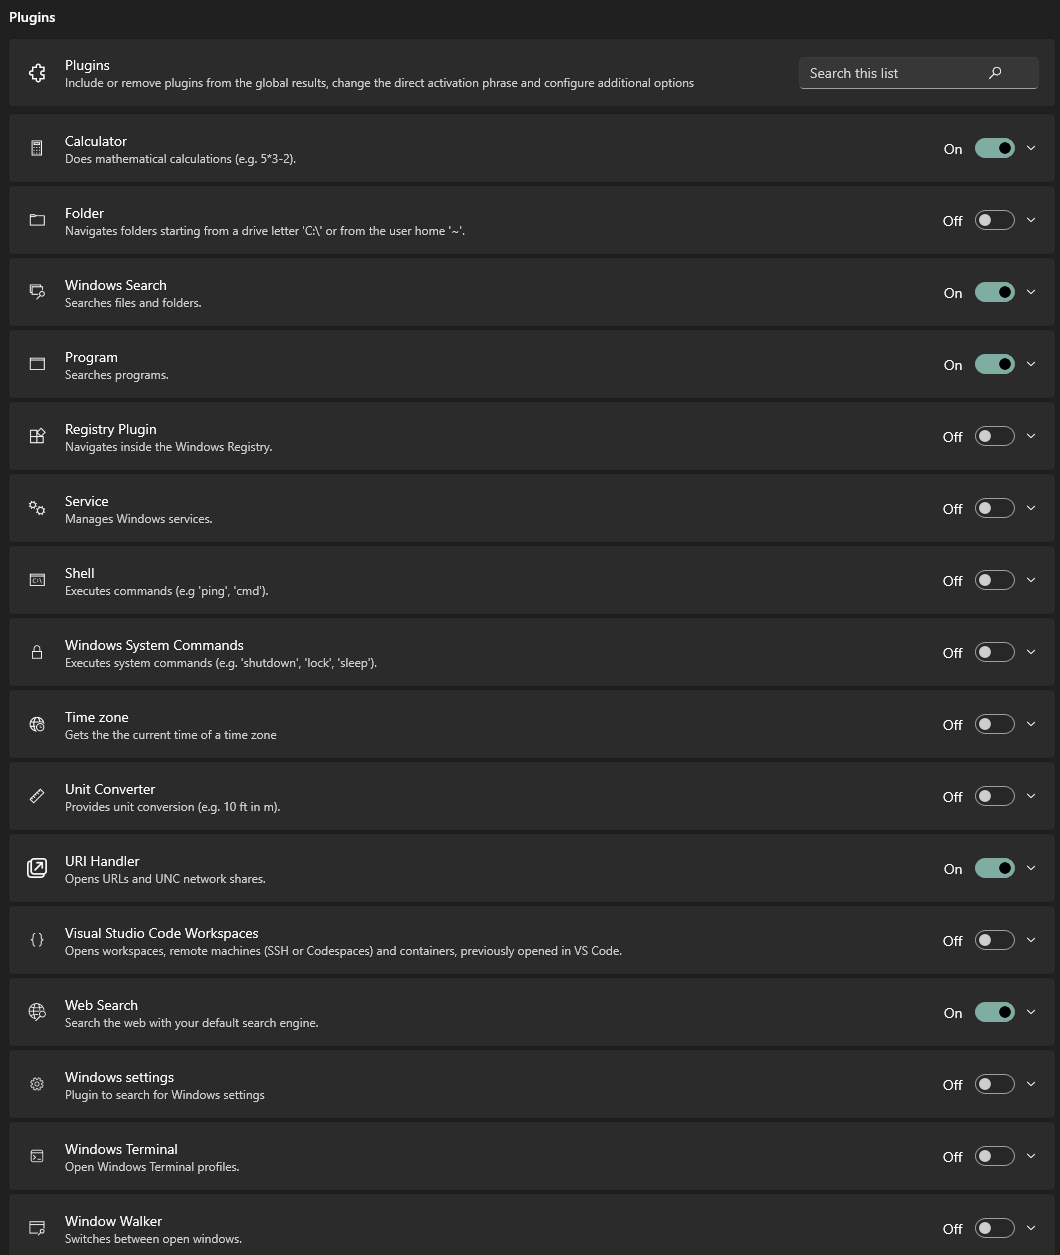 Plugins
Plugins
Include or remove plugins from the global results, change the direct activation phrase and configure additional options
Search this list
Calculator
Does mathematical calculations (e.g. 5*3-2).
On
Folder
Navigates folders starting from a drive letter 'C:\' or from the user home '~'.
Off
Windows Search
Searches files and folders.
On
Program
Searches programs.
On
Registry Plugin
Navigates inside the Windows Registry.
Off
Service
Manages Windows services.
Off
Shell
Executes commands (e.g 'ping', 'cmd').
Off
Windows System Commands
Executes system commands (e.g. 'shutdown', 'lock', 'sleep').
Off
Time zone
Gets the the current time of a time zone
Off
Unit Converter
Provides unit conversion (e.g. 10 ft in m).
Off
URI Handler
Opens URLs and UNC network shares.
On
Visual Studio Code Workspaces
Opens workspaces, remote machines (SSH or Codespaces) and containers, previously opened in VS Code.
Off
Web Search
Search the web with your default search engine.
On
Windows settings
Plugin to search for Windows settings
Off
Windows Terminal
Open Windows Terminal profiles.
Off
Window Walker
Switches between open windows.
Off